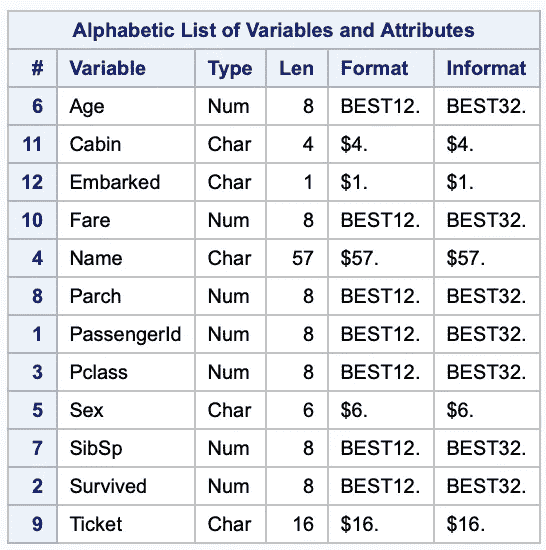 Alphabetic List of Variables and Attributes
# Variable Type Len Format Informat
6 Age Num 8 BEST12. BEST32.
11 Cabin Char 4 $4. $4.
12 Embarked Char 1 $1. $1.
10 Fare Num 8 BEST12. BEST32.
4 Name Char 57 $57. $57.
8 Parch Num 8 BEST12. BEST32.
1 PassengerId Num 8 BEST12. BEST32.
3 Pclass Num 8 BEST12. BEST32.
5 Sex Char 6 $6. $6.
7 SibSp Num 8 BEST12. BEST32.
2 Survived Num 8 BEST12. BEST32.
9 Ticket Char 16 $16. $16.